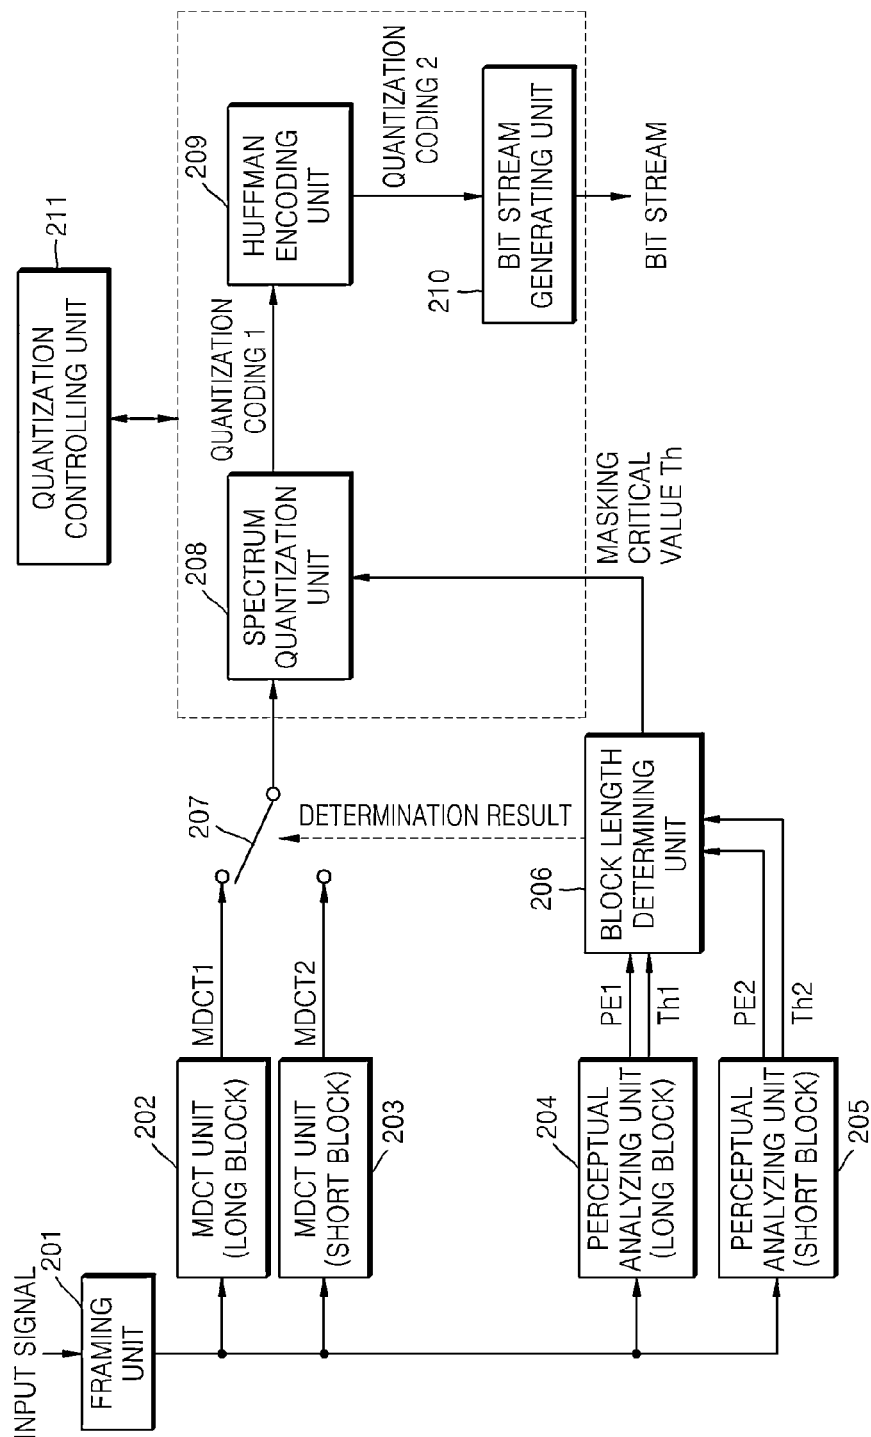 INPUT SIGNAL
201
FRAMING
UNIT
202
MDCT UNIT
(LONG BLOCK)
MDCT1
MDCT UNIT
(SHORT BLOCK)
203
MDCT2
204
PERCEPTUAL
ANALYZING UNIT
(LONG BLOCK)
PE1
Th1
PERCEPTUAL
ANALYZING UNIT
(SHORT BLOCK)
205
PE2
Th2
207
DETERMINATION RESULT
206
BLOCK LENGTH
DETERMINING
UNIT
MASKING
CRITICAL
VALUE Th
208
SPECTRUM
QUANTIZATION
UNIT
QUANTIZATION
CODING 1
QUANTIZATION
CONTROLLING UNIT
211
209
HUFFMAN
ENCODING
UNIT
QUANTIZATION
CODING 2
210
BIT STREAM
GENERATING UNIT
BIT STREAM